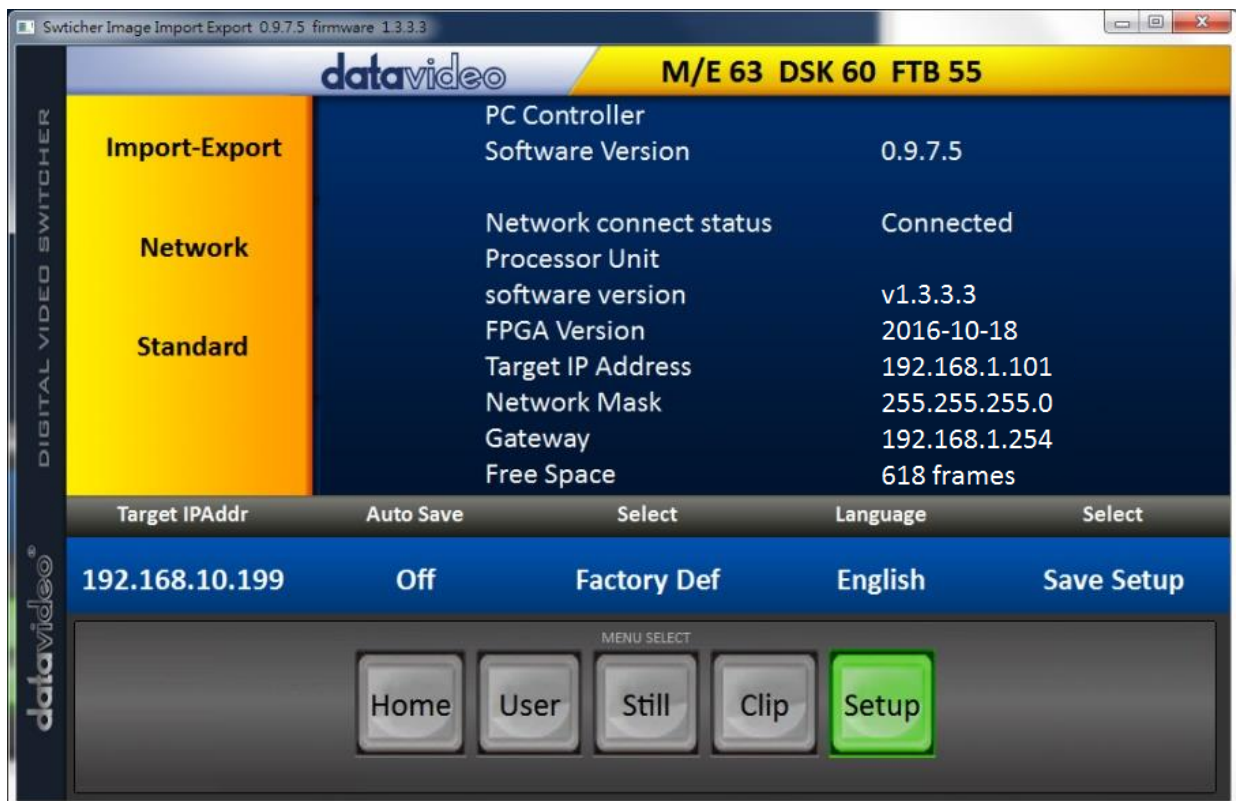 Swticher Image Import Export 0.9.7.5 firmware 1.3.3.3
datavideo M/E 63 DSK 60 FTB 55
DIGITAL VIDEO SWITCHER
datavideo®
Import-Export
Network
Standard
PC Controller
Software Version 0.9.7.5
Network connect status Connected
Processor Unit
software version v1.3.3.3
FPGA Version 2016-10-18
Target IP Address 192.168.1.101
Network Mask 255.255.255.0
Gateway 192.168.1.254
Free Space 618 frames
Target IPAddr Auto Save Select Language Select
192.168.10.199 Off Factory Def English Save Setup
MENU SELECT
Home User Still Clip Setup